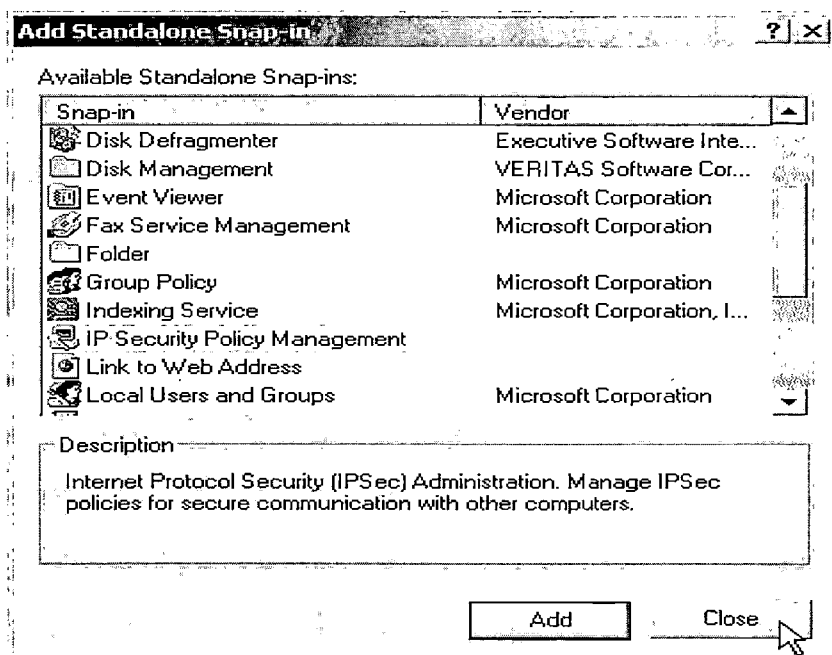 Add Standalone Snap-in
Available Standalone Snap-ins:
Snap-in Vendor
Disk Defragmenter Executive Software Inte...
Disk Management VERITAS Software Cor...
Event Viewer Microsoft Corporation
Fax Service Management Microsoft Corporation
Folder
Group Policy Microsoft Corporation
Indexing Service Microsoft Corporation, I...
IP Security Policy Management
Link to Web Address
Local Users and Groups Microsoft Corporation
Description
Internet Protocol Security (IPSec) Administration. Manage IPSec
policies for secure communication with other computers.
Add Close